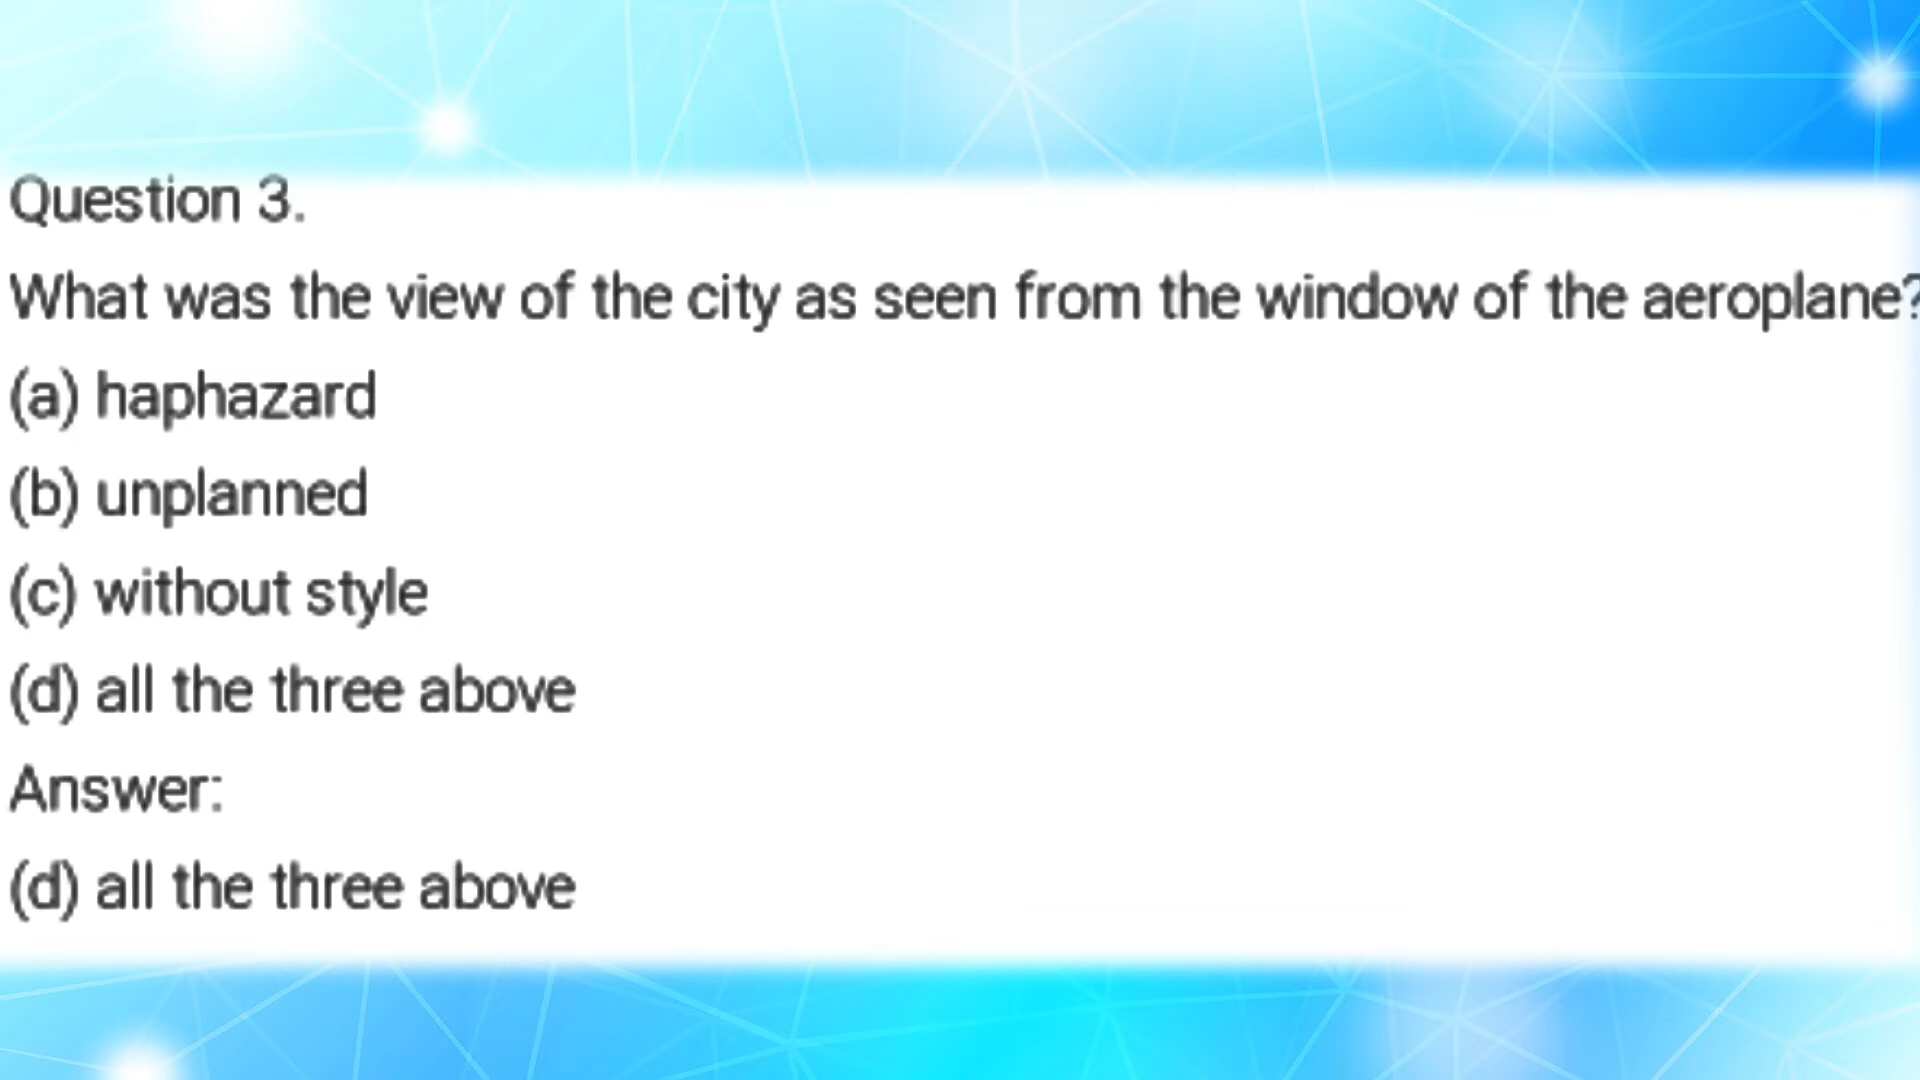 Question 3.
What was the view of the city as seen from the window of the aeroplane?
(a) haphazard
(b) unplanned
(c) without style
(d) all the three above
Answer:
(d) all the three above